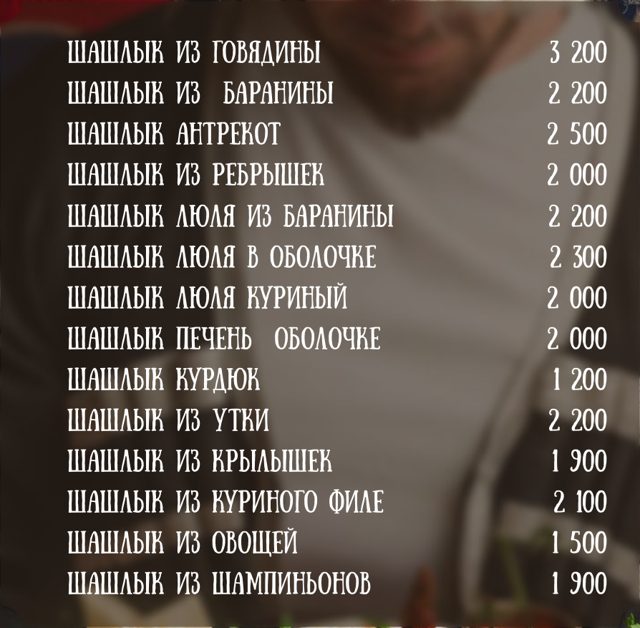 ШАШЛЫК ИЗ ГОВЯДИНЫ 3 200
ШАШЛЫК ИЗ БАРАНИНЫ 2 200
ШАШЛЫК АНТРЕКОТ 2 500
ШАШЛЫК ИЗ РЕБРЫШЕК 2 000
ШАШЛЫК ЛЮЛЯ ИЗ БАРАНИНЫ 2 200
ШАШЛЫК ЛЮЛЯ В ОБОЛОЧКЕ 2 300
ШАШЛЫК ЛЮЛЯ КУРИНЫЙ 2 000
ШАШЛЫК ПЕЧЕНЬ ОБОЛОЧКЕ 2 000
ШАШЛЫК КУРДЮК 1 200
ШАШЛЫК ИЗ УТКИ 2 200
ШАШЛЫК ИЗ КРЫЛЫШЕК 1 900
ШАШЛЫК ИЗ КУРИНОГО ФИЛЕ 2 100
ШАШЛЫК ИЗ ОВОЩЕЙ 1 500
ШАШЛЫК ИЗ ШАМПИНЬОНОВ 1 900